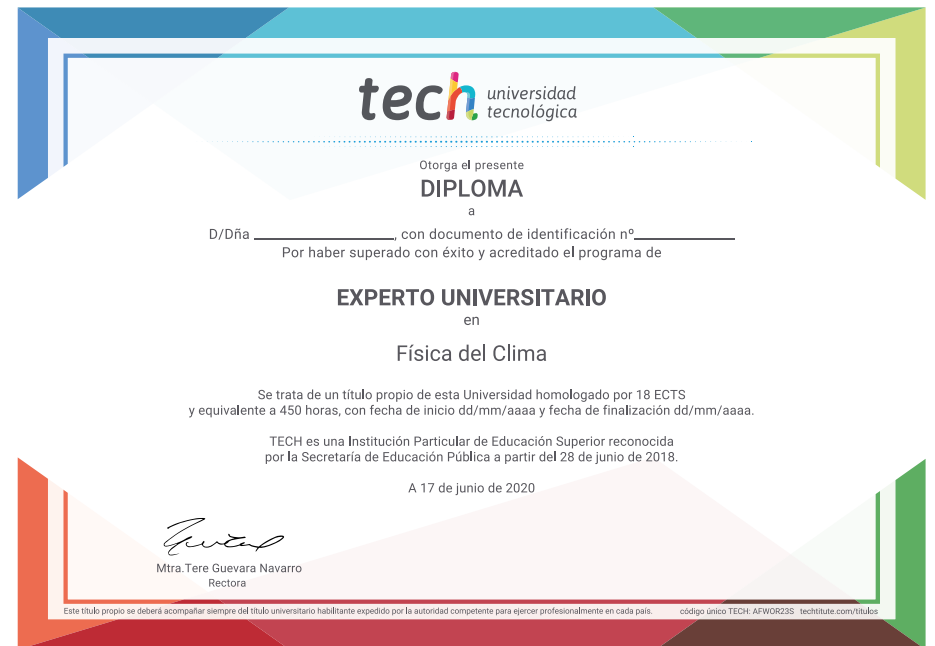 tech universidad
tecnológica
Otorga el presente
DIPLOMA
a
D/Dña ____________________, con documento de identificación nº______________
Por haber superado con éxito y acreditado el programa de
EXPERTO UNIVERSITARIO
en
Física del Clima
Se trata de un título propio de esta Universidad homologado por 18 ECTS
y equivalente a 450 horas, con fecha de inicio dd/mm/aaaa y fecha de finalización dd/mm/aaaa.
TECH es una Institución Particular de Educación Superior reconocida
por la Secretaría de Educación Pública a partir del 28 de junio de 2018.
A 17 de junio de 2020
Mtra.Tere Guevara Navarro
Rectora
Este título propio se deberá acompañar siempre del título universitario habilitante expedido por la autoridad competente para ejercer profesionalmente en cada país. código único TECH: AFWOR23S techtitute.com/titulos